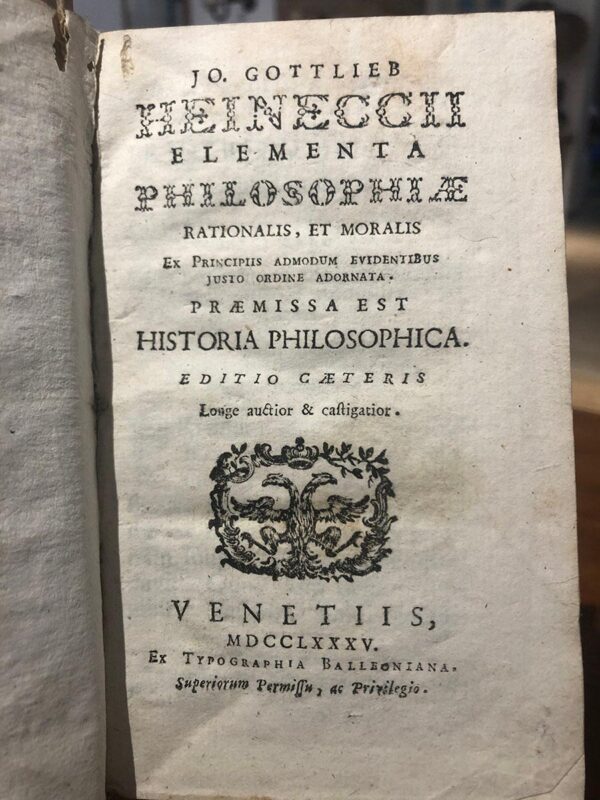 JO. GOTTLIEB
HEINECCII
ELEMENTA
PHILOSOPHIÆ
RATIONALIS, ET MORALIS
Ex Principiis admodum evidentibus
justo ordine adornata.
PRÆMISSA EST
HISTORIA PHILOSOPHICA.
EDITIO CÆTERIS
Longe auctior & caſtigatior.
VENETIIS,
MDCCLXXXV.
Ex Typographia Balleoniana.
Superiorum Permiſſu, ac Privilegio.